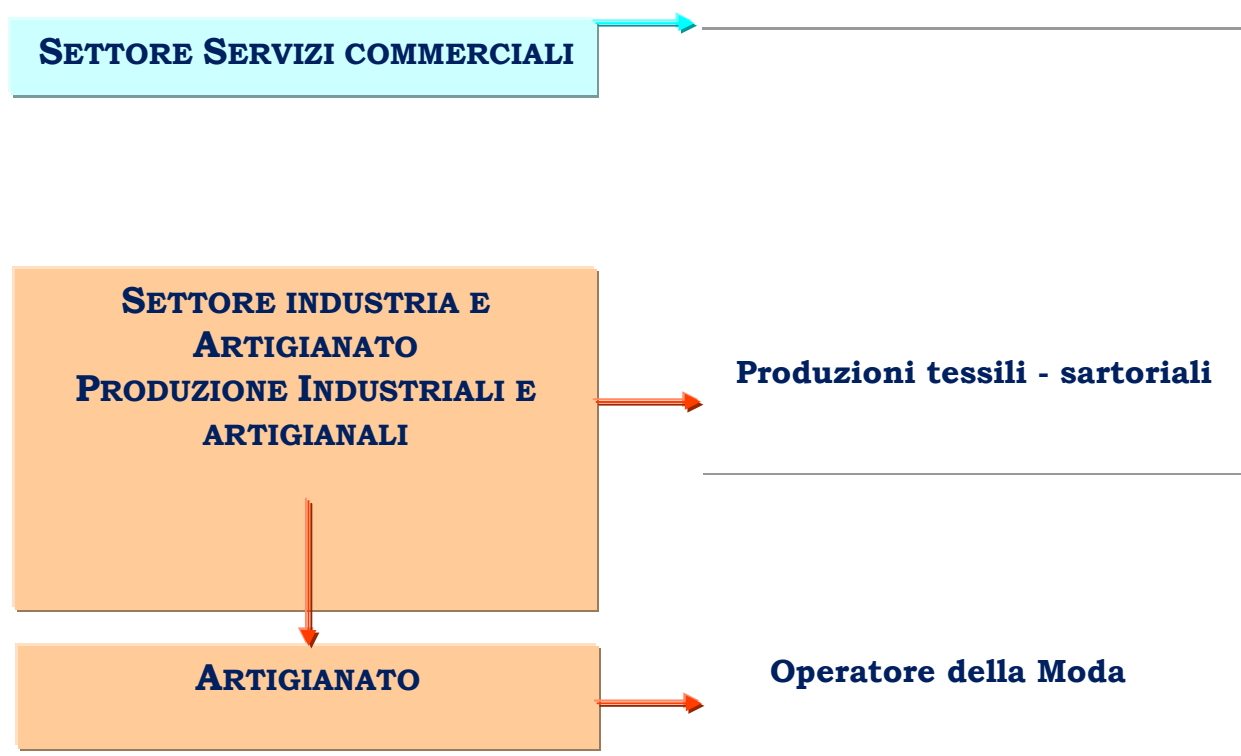 SETTORE SERVIZI COMMERCIALI
SETTORE INDUSTRIA E
ARTIGIANATO
PRODUZIONE INDUSTRIALI E
ARTIGIANALI
Produzioni tessili - sartoriali
ARTIGIANATO
Operatore della Moda